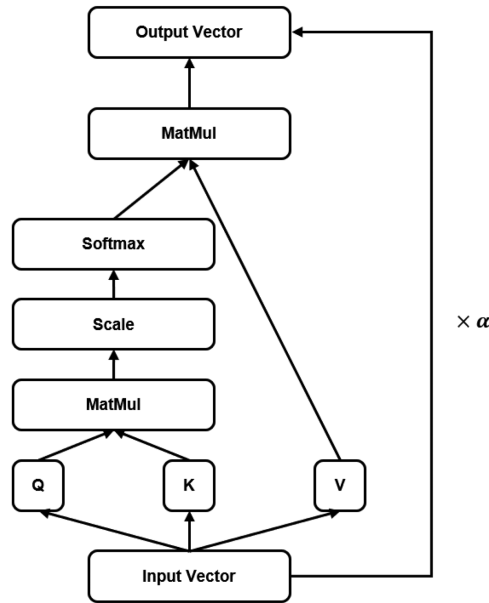 Output Vector
MatMul
Softmax
Scale
× α
MatMul
Q
K
V
Input Vector